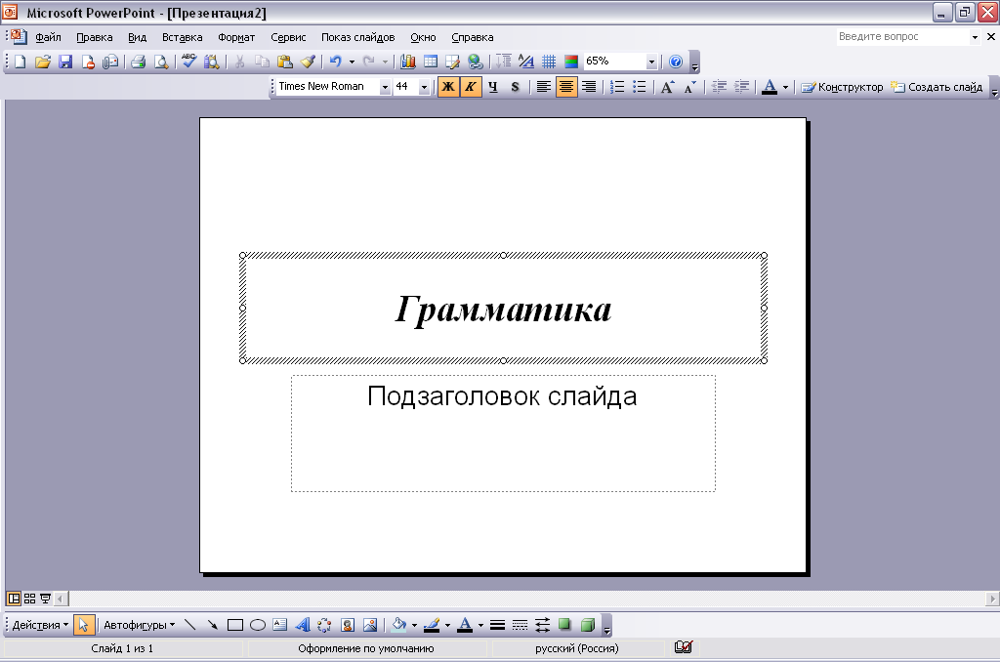 Microsoft PowerPoint - [Презентация2]
Файл Правка Вид Вставка Формат Сервис Показ слайдов Окно Справка Введите вопрос
ABC 65%
Times New Roman 44 Ж К Ч S А А А Конструктор Создать слайд
Грамматика
Подзаголовок слайда
Действия Автофигуры А А А
Слайд 1 из 1 Оформление по умолчанию русский (Россия)